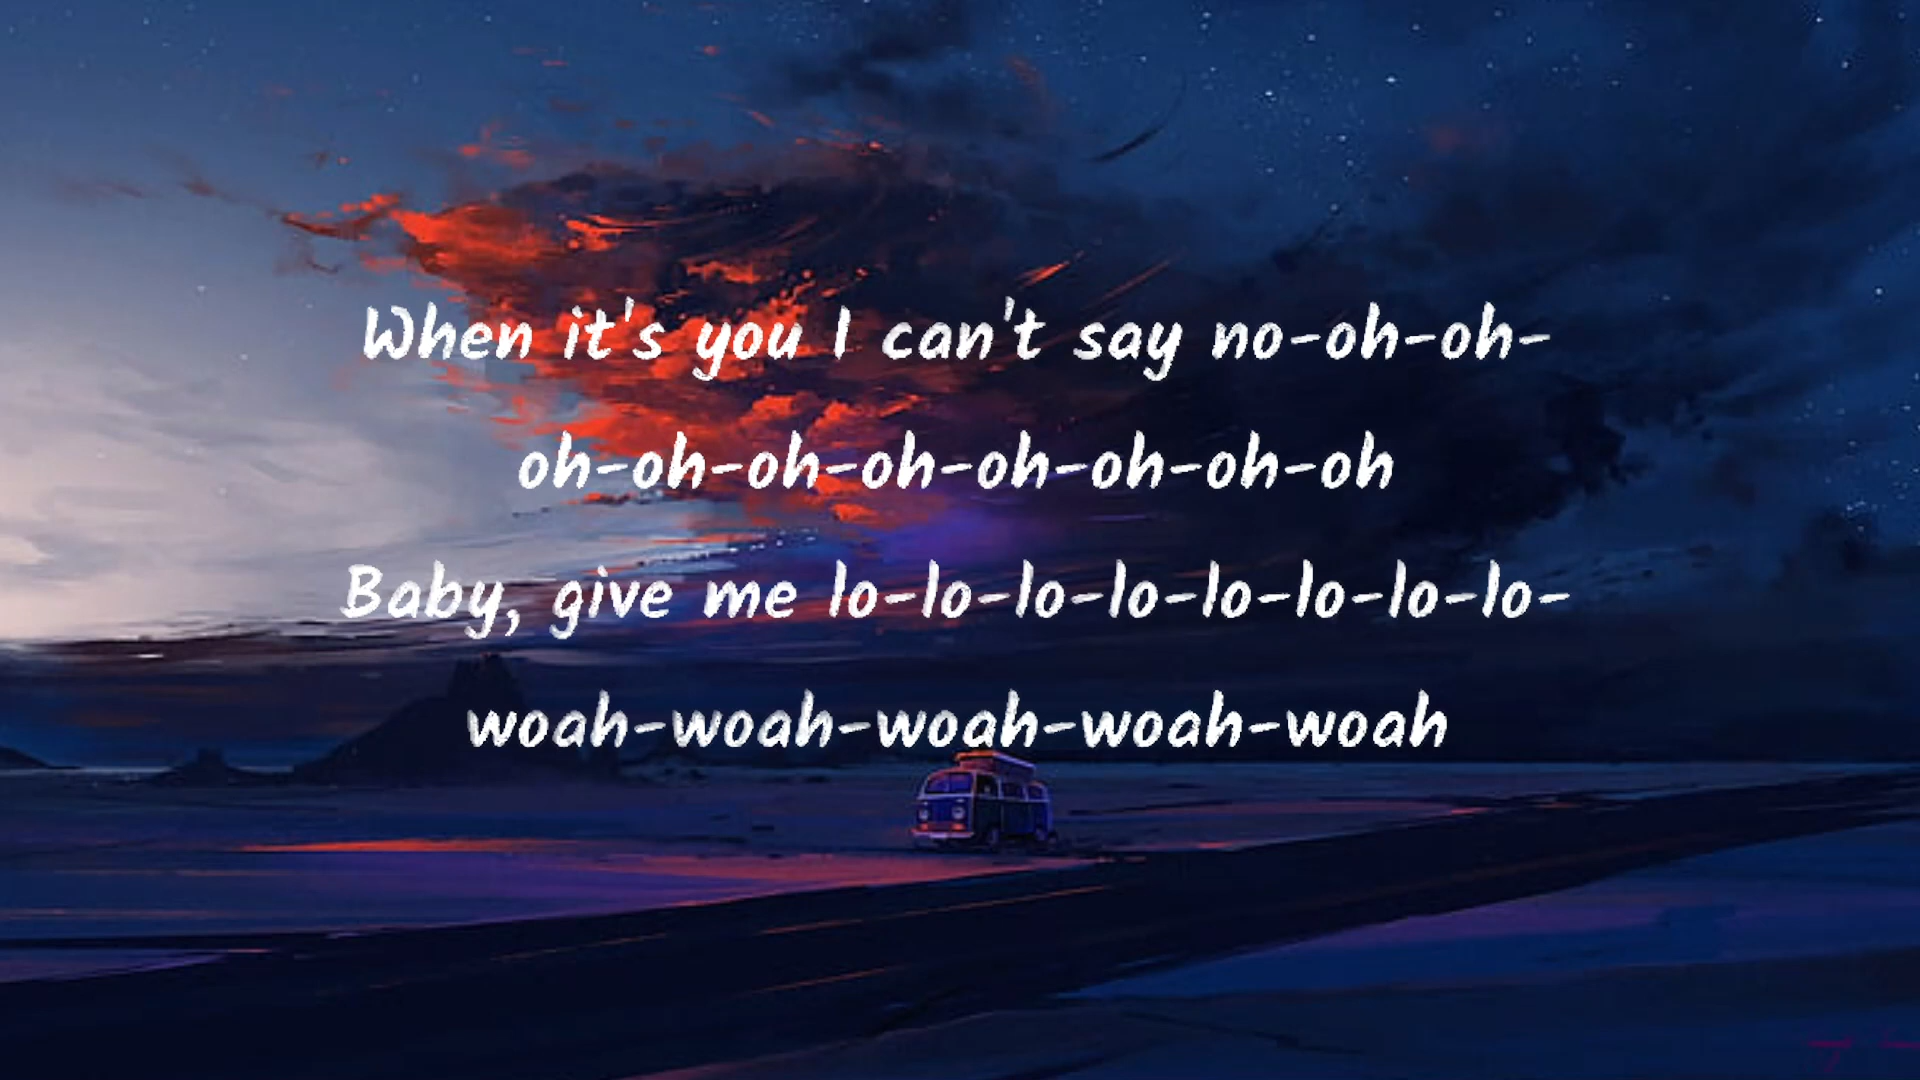 When it's you I can't say no-oh-oh-
oh-oh-oh-oh-oh-oh-oh-oh
Baby, give me lo-lo-lo-lo-lo-lo-lo-lo-
woah-woah-woah-woah-woah